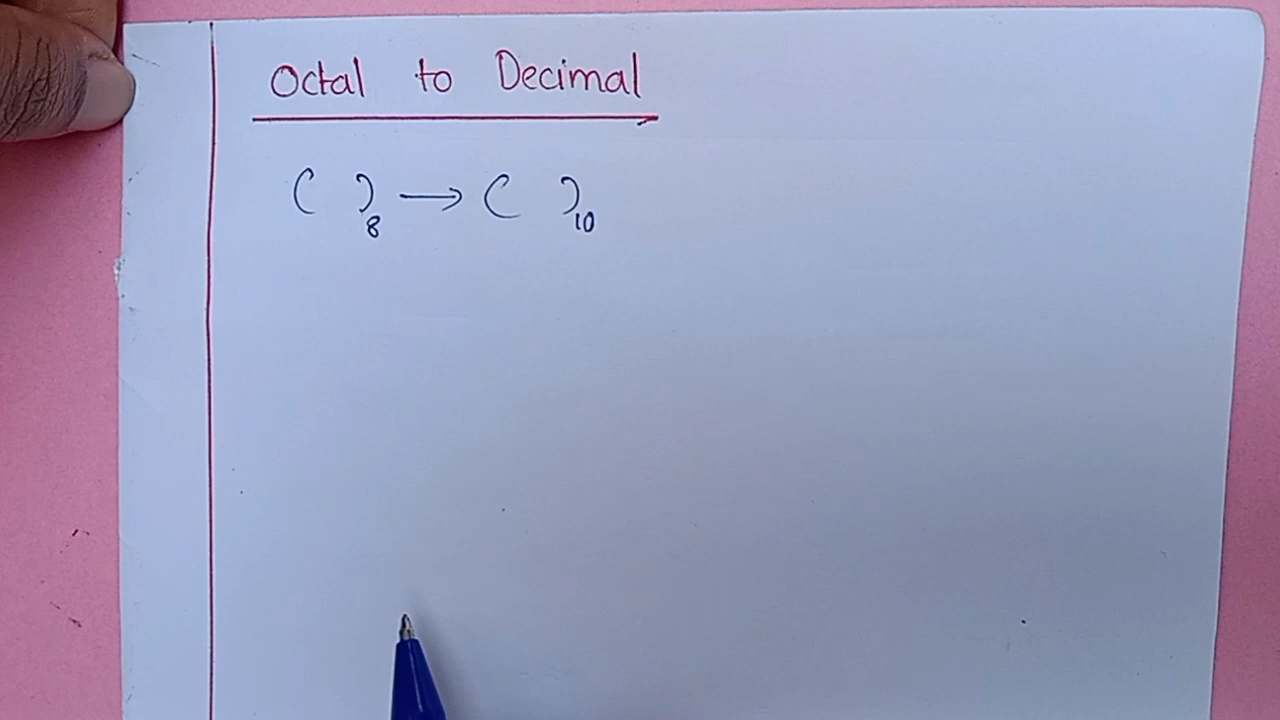 Octal to Decimal
( )8 → ( )10